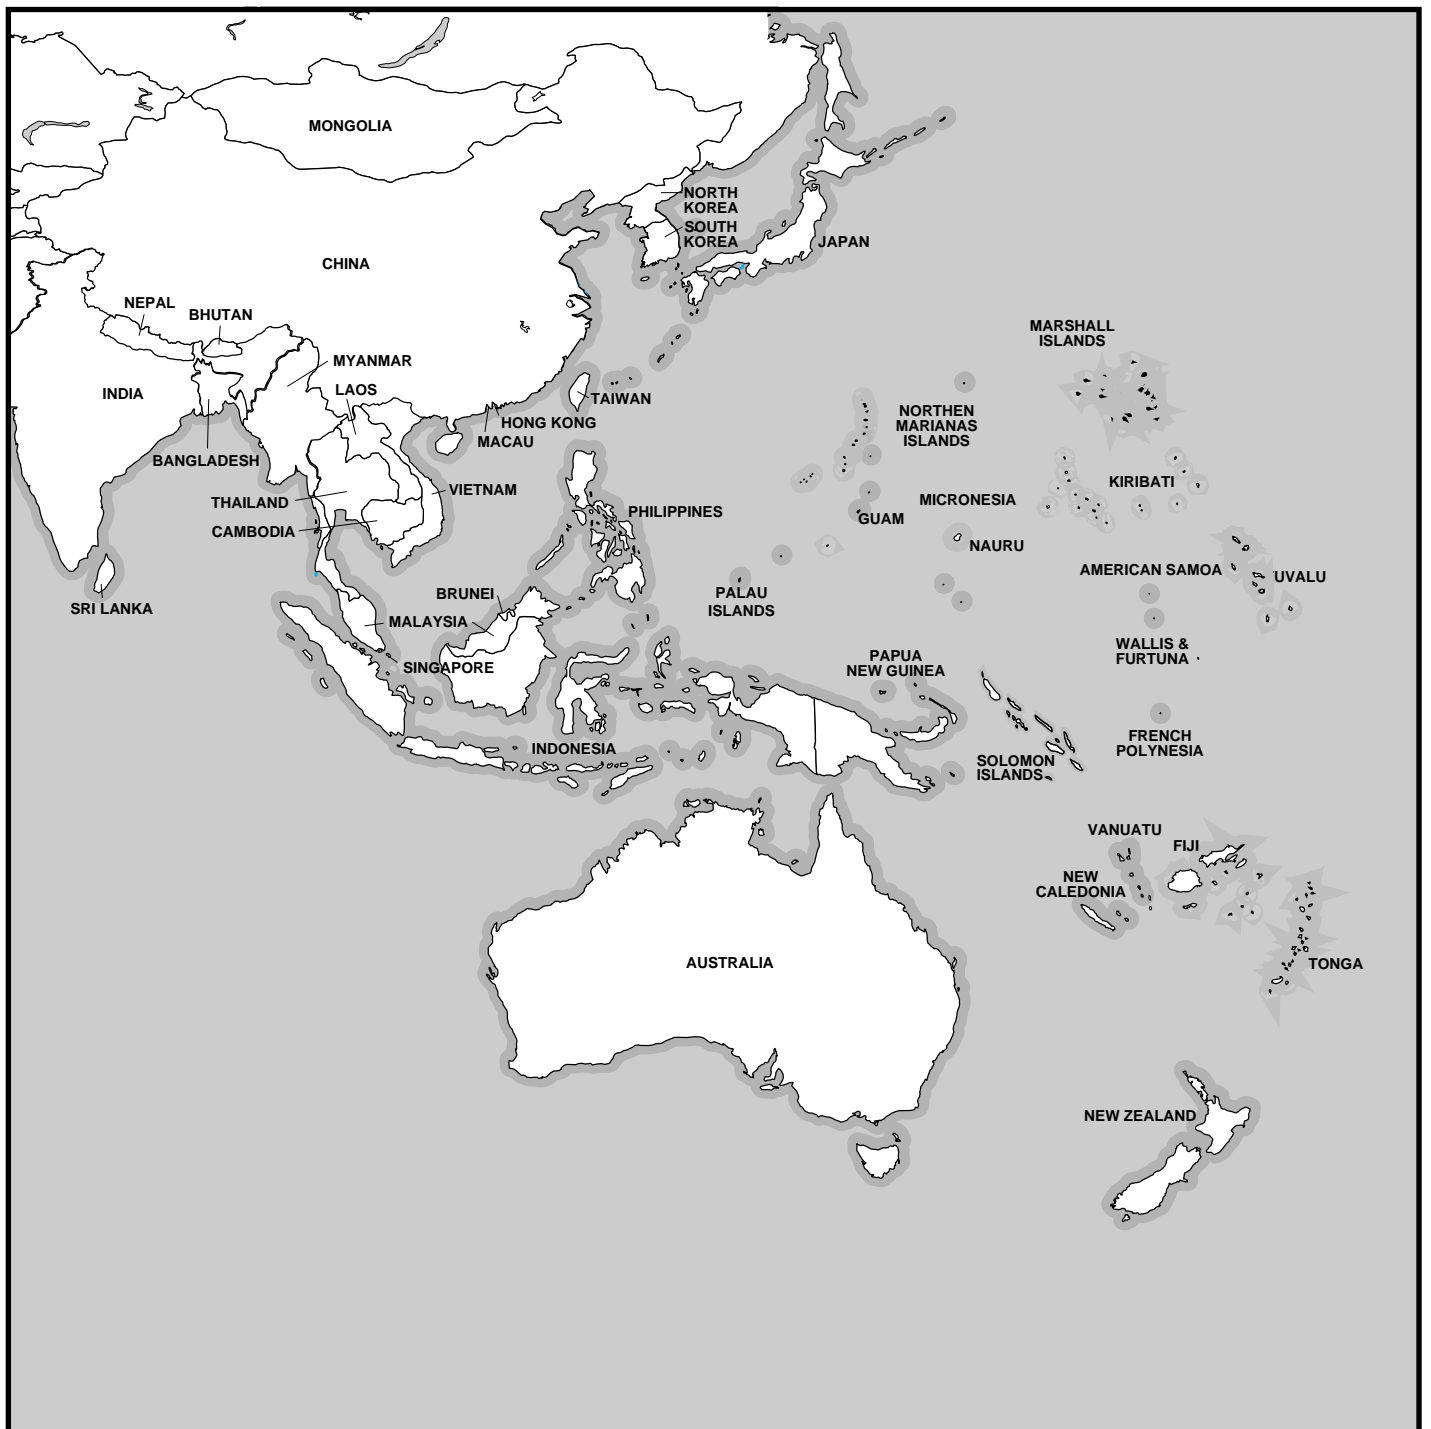 MONGOLIA
NORTH
KOREA
SOUTH
KOREA
JAPAN
CHINA
NEPAL
BHUTAN
MARSHALL
ISLANDS
MYANMAR
LAOS
INDIA
TAIWAN
HONG KONG
MACAU
NORTHEN
MARIANAS
ISLANDS
BANGLADESH
THAILAND
VIETNAM
CAMBODIA
PHILIPPINES
MICRONESIA
GUAM
KIRIBATI
NAURU
AMERICAN SAMOA
UVALU
SRI LANKA
BRUNEI
MALAYSIA
PALAU
ISLANDS
SINGAPORE
PAPUA
NEW GUINEA
WALLIS &
FURTUNA
INDONESIA
SOLOMON
ISLANDS
FRENCH
POLYNESIA
VANUATU
FIJI
NEW
CALEDONIA
AUSTRALIA
TONGA
NEW ZEALAND